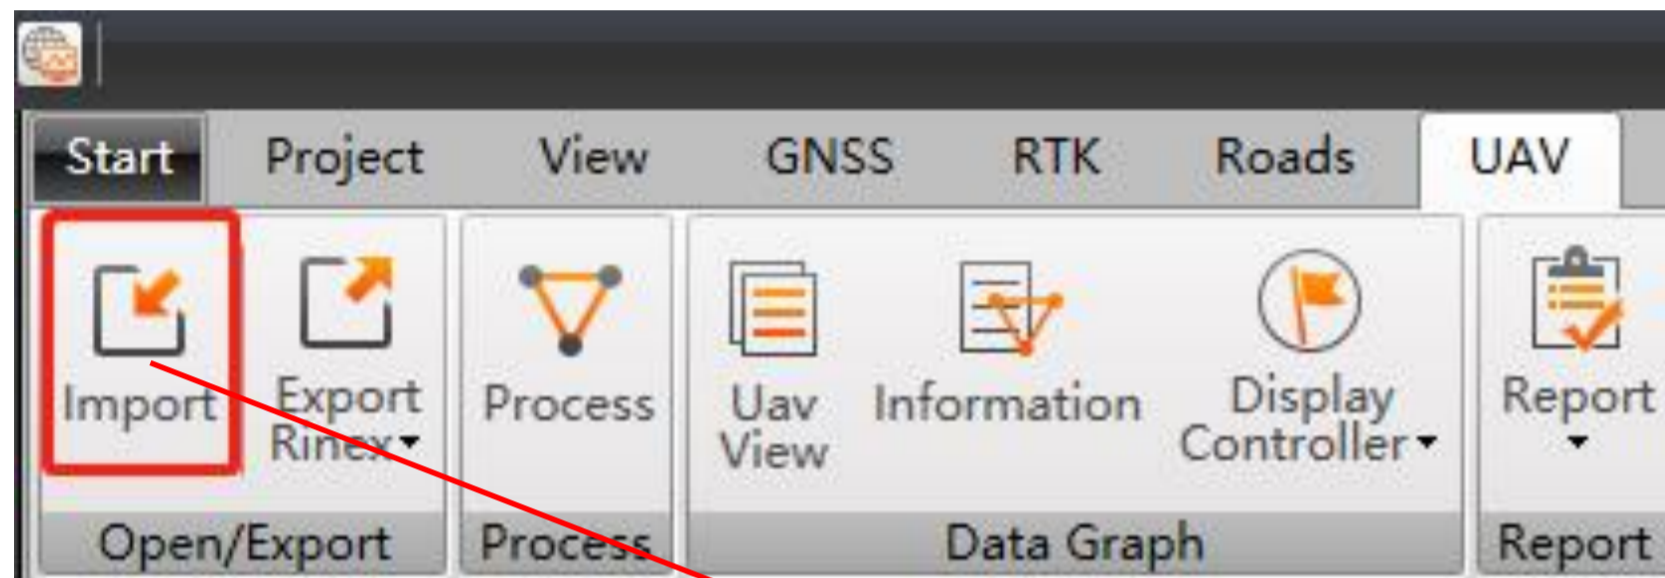 Start Project View GNSS RTK Roads UAV
Import
Export
Rinex
Process
Uav
View
Information
Display
Controller
Report
Open/Export Process Data Graph Report